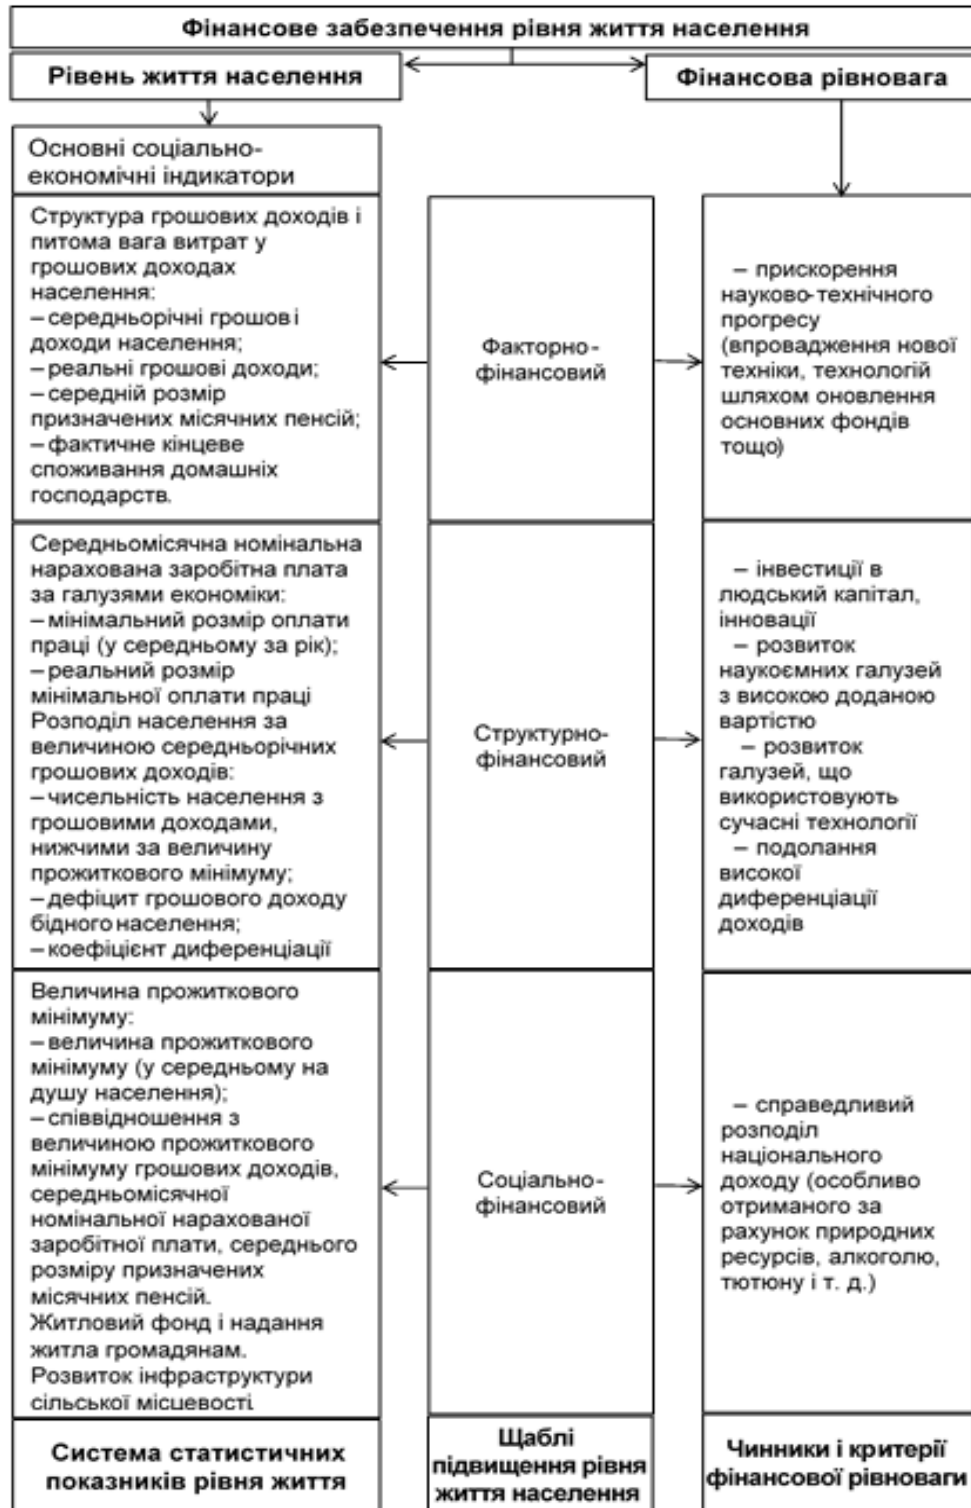 Фінансове забезпечення рівня життя населення
Рівень життя населення
Фінансова рівновага
Основні соціально-
економічні індикатори
Структура грошових доходів і
питома вага витрат у
грошових доходах
населення:
– середньорічні грошові
доходи населення;
– реальні грошові доходи;
– середній розмір
призначених місячних пенсій;
– фактичне кінцеве
споживання домашніх
господарств.
Факторно-
фінансовий
– прискорення
науково-технічного
прогресу
(впровадження нової
техніки, технологій
шляхом оновлення
основних фондів
тощо)
Середньомісячна номінальна
нарахована заробітна плата
за галузями економіки:
– мінімальний розмір оплати
праці (у середньому за рік);
– реальний розмір
мінімальної оплати праці
Розподіл населення за
величиною середньорічних
грошових доходів:
– чисельність населення з
грошовими доходами,
нижчими за величину
прожиткового мінімуму;
– дефіцит грошового доходу
бідного населення;
– коефіцієнт диференціації
Структурно-
фінансовий
– інвестиції в
людський капітал,
інновації
– розвиток
наукоємних галузей
з високою доданою
вартістю
– розвиток
галузей, що
використовують
сучасні технології
– подолання
високої
диференціації
доходів
Величина прожиткового
мінімуму:
– величина прожиткового
мінімуму (у середньому на
душу населення);
– співвідношення з
величиною прожиткового
мінімуму грошових доходів,
середньомісячної
номінальної нарахованої
заробітної плати, середнього
розміру призначених
місячних пенсій.
Житловий фонд і надання
житла громадянам.
Розвиток інфраструктури
сільської місцевості.
Соціально-
фінансовий
– справедливий
розподіл
національного
доходу (особливо
отриманого за
рахунок природних
ресурсів, алкоголю,
тютюну і т. д.)
Система статистичних
показників рівня життя
Щаблі
підвищення рівня
життя населення
Чинники і критерії
фінансової рівноваги